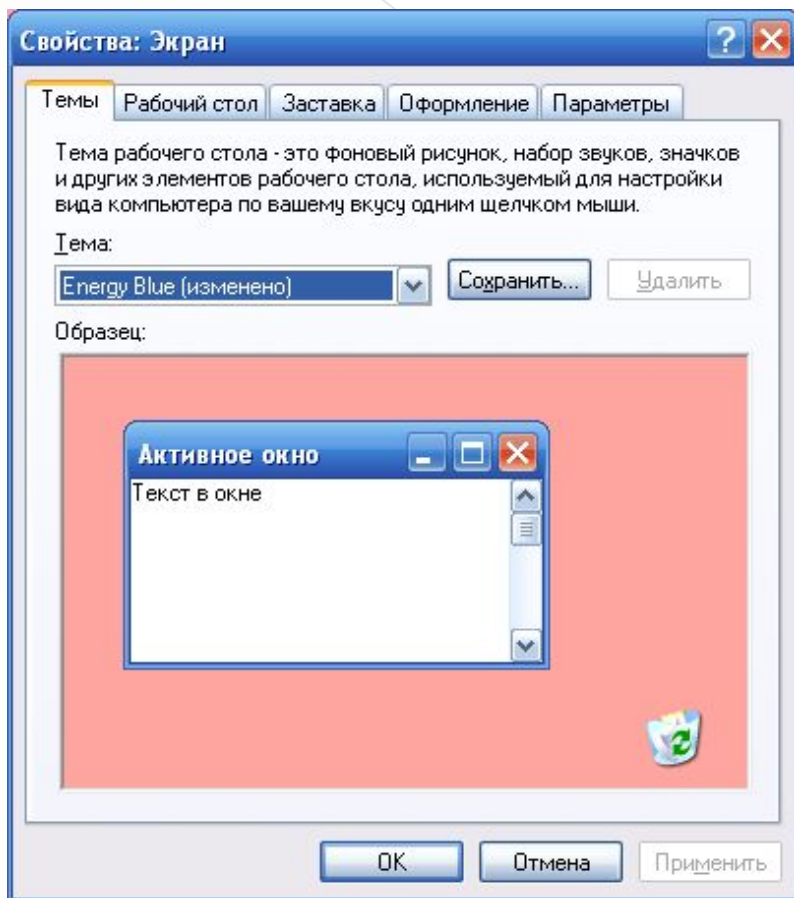 Свойства: Экран
Темы Рабочий стол Заставка Оформление Параметры
Тема рабочего стола - это фоновый рисунок, набор звуков, значков
и других элементов рабочего стола, используемый для настройки
вида компьютера по вашему вкусу одним щелчком мыши.
Тема:
Energy Blue (изменено) Сохранить... Удалить
Образец:
Активное окно
Текст в окне
OK Отмена Применить